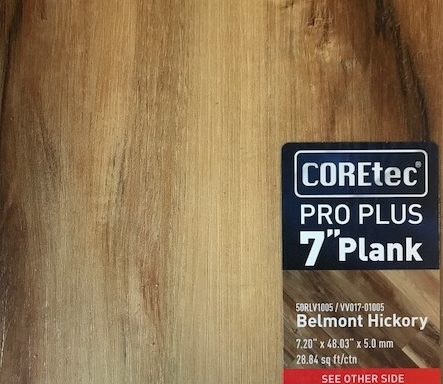 COREtec®
PRO PLUS
7” Plank
50RLV1005 / VV017-01005
Belmont Hickory
7.20" x 48.03" x 5.0 mm
28.84 sq ft/ctn
SEE OTHER SIDE